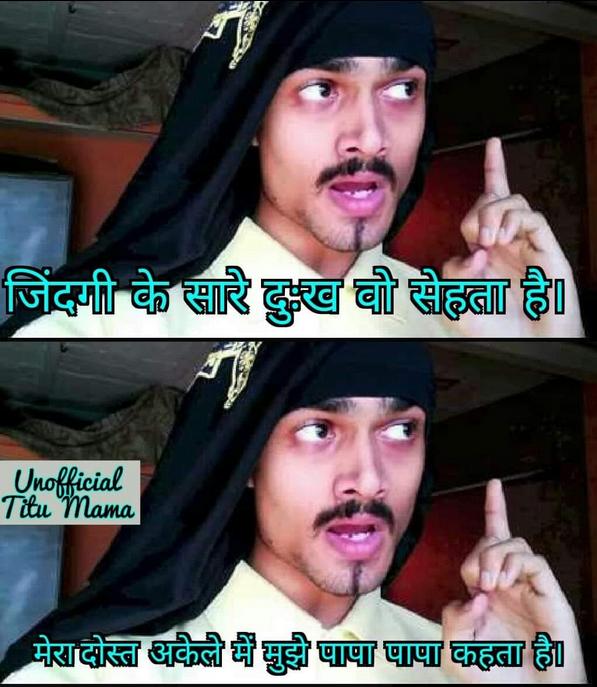 जिंदगी के सारे दुःख वो सेहता है।
Unofficial
Titu Mama
मेरा दोस्त अकेले में मुझे पापा पापा कहता है।